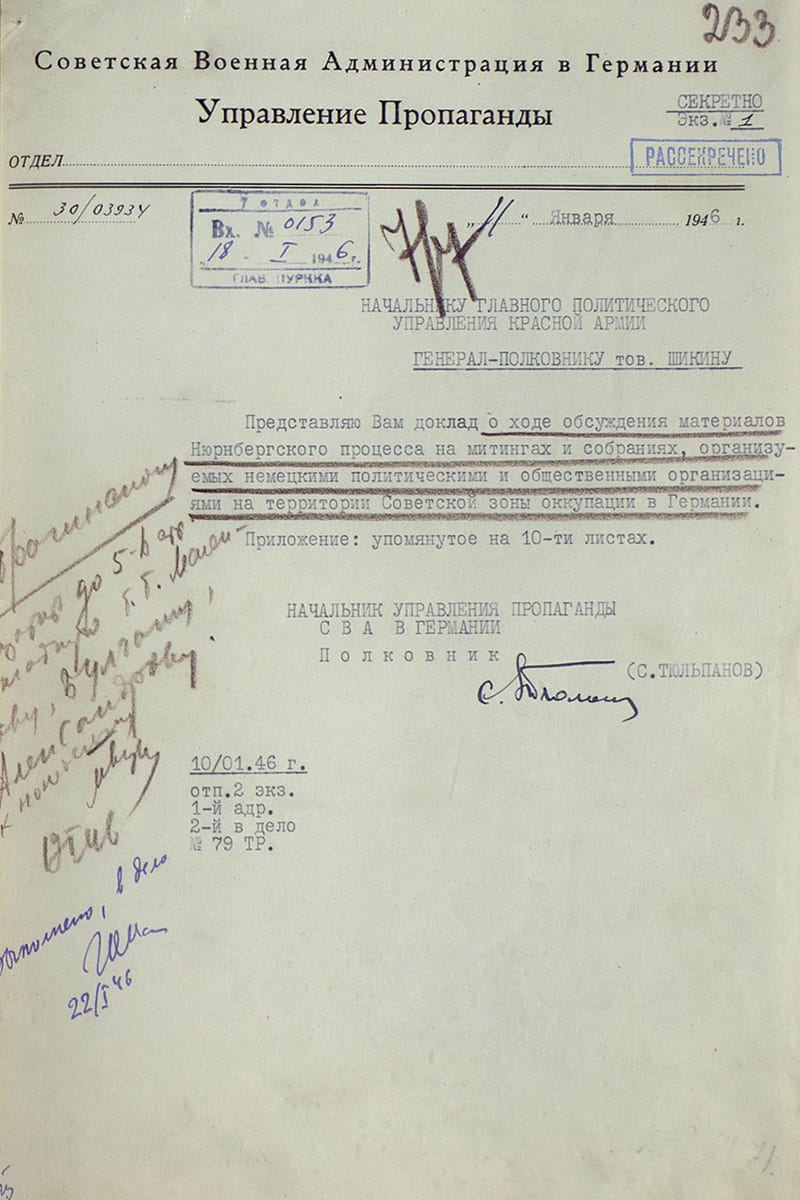 233
Советская Военная Администрация в Германии
Управление Пропаганды
СЕКРЕТНО
Экз.№ 1
ОТДЕЛ
РАССЕКРЕЧЕНО
№ 30/03934
7 ОТДЕЛ
Вх. № 0153
"18" I 1946г.
ГЛАВ. ПУРККА
"11" Января 1946 г.
НАЧАЛЬНИКУ ГЛАВНОГО ПОЛИТИЧЕСКОГО
УПРАВЛЕНИЯ КРАСНОЙ АРМИИ
ГЕНЕРАЛ-ПОЛКОВНИКУ тов. ШИКИНУ
Представляю Вам доклад о ходе обсуждения материалов
Нюрнбергского процесса на митингах и собраниях, организу-
емых немецкими политическими и общественными организаци-
ями на территории Советской зоны оккупации в Германии.
Приложение: упомянутое на 10-ти листах.
НАЧАЛЬНИК УПРАВЛЕНИЯ ПРОПАГАНДЫ
С В А В ГЕРМАНИИ
П о л к о в н и к
(С.ТЮЛЬПАНОВ)
10/01.46 г.
отп.2 экз.
1-й адр.
2-й в дело
№ 79 ТР.
до 5-и
в дело
22/I 46